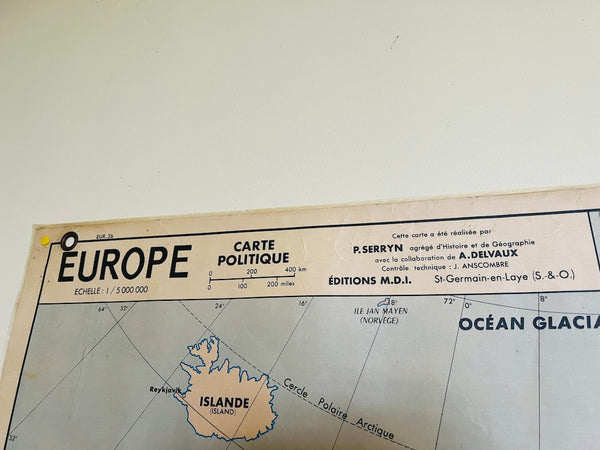 EUR. 3b
EUROPE
ECHELLE : 1 / 5 000 000
CARTE
POLITIQUE
0 200 400 km
0 100 200 miles
Cette carte a été réalisée par
P. SERRYN agrégé d'Histoire et de Géographie
avec la collaboration de A. DELVAUX
Contrôle technique : J. ANSCOMBRE
ÉDITIONS M.D.I. St-Germain-en-Laye (S.-&-O.)
64° 32° 24° 16° 8° 72° 0° 8°
ILE JAN MAYEN
(NORVÈGE)
OCÉAN GLACIA
Reykjavik
ISLANDE
(ISLAND)
Cercle Polaire Arctique
32°